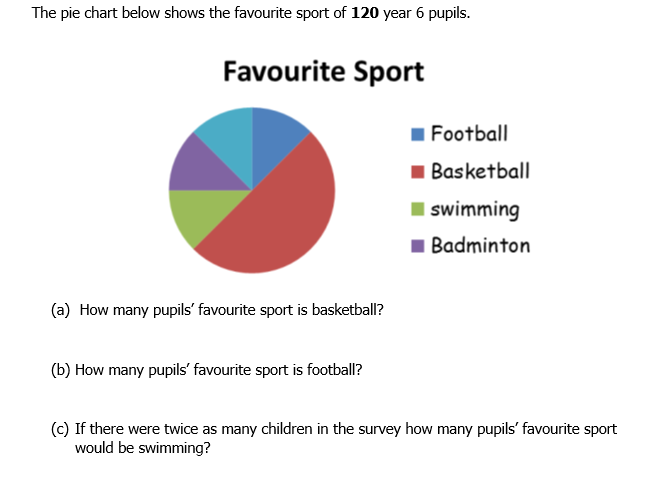 The pie chart below shows the favourite sport of 120 year 6 pupils.
Favourite Sport
Football
Basketball
swimming
Badminton
(a) How many pupils’ favourite sport is basketball?
(b) How many pupils’ favourite sport is football?
(c) If there were twice as many children in the survey how many pupils’ favourite sport
would be swimming?